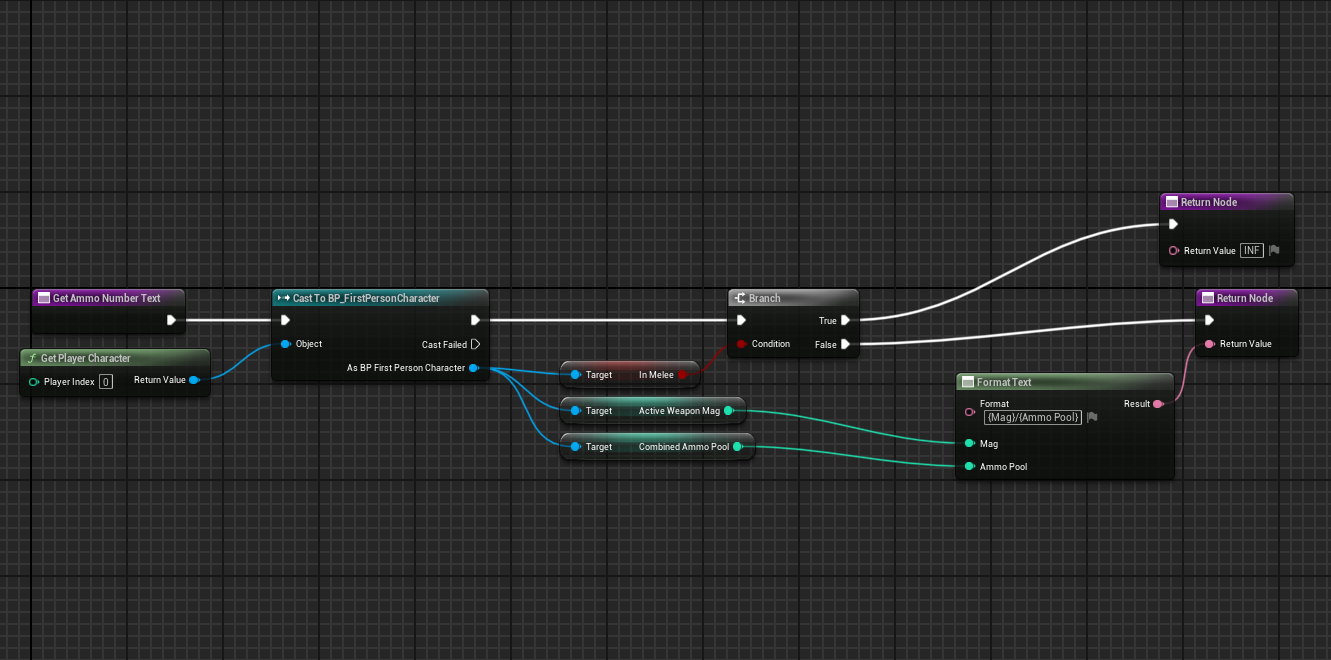 Return Node
Return Value INF
Get Ammo Number Text
Cast To BP_FirstPersonCharacter
Object
Cast Failed
As BP First Person Character
Get Player Character
Player Index 0
Return Value
Branch
True
Condition
False
Target In Melee
Target Active Weapon Mag
Target Combined Ammo Pool
Return Node
Return Value
Format Text
Format
Result
{Mag}/{Ammo Pool}
Mag
Ammo Pool